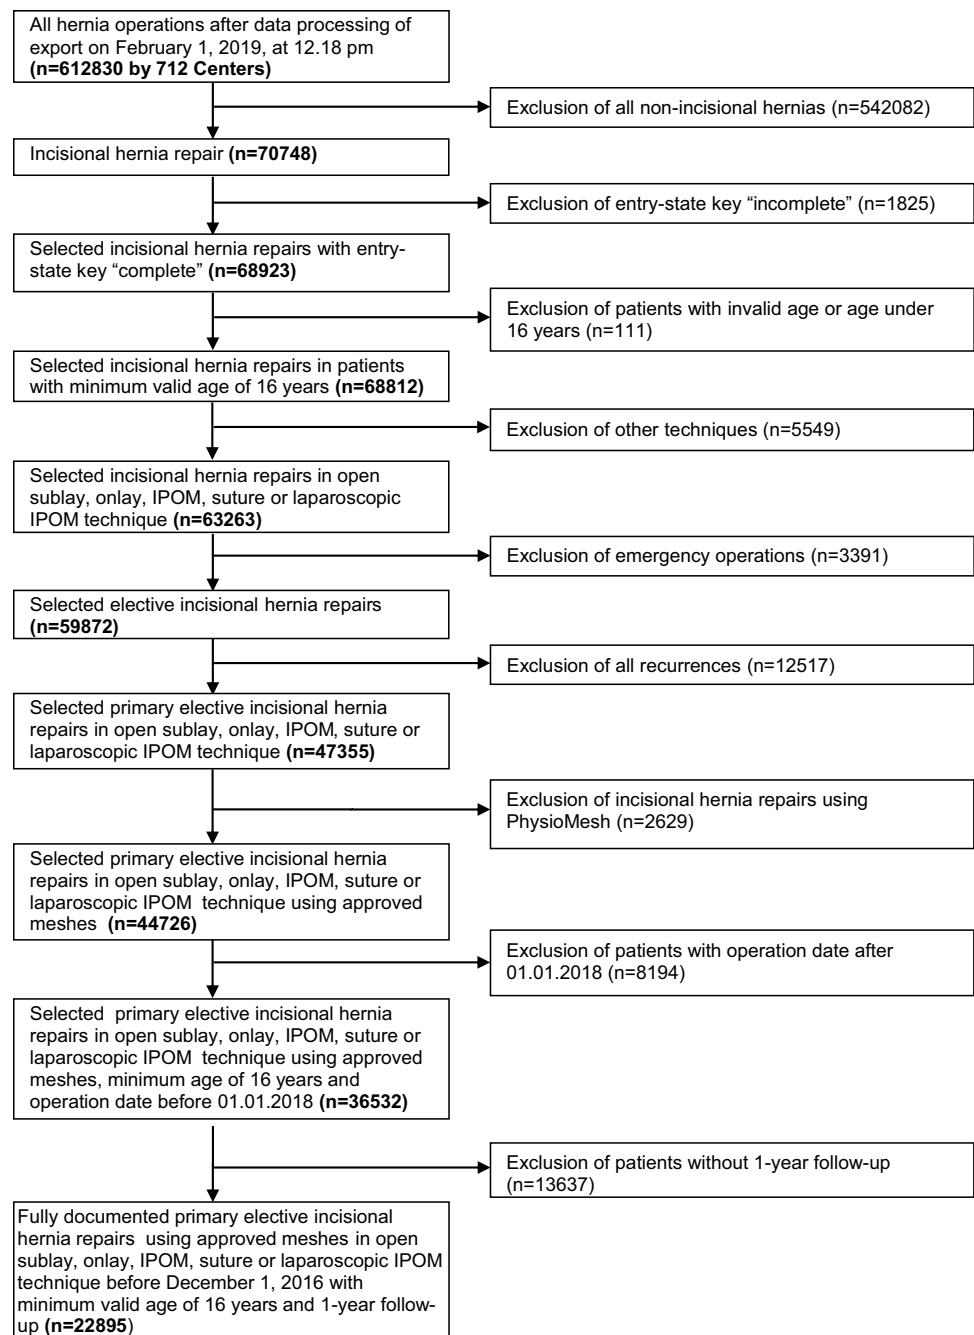 All hernia operations after data processing of
export on February 1, 2019, at 12.18 pm
(n=612830 by 712 Centers)
Exclusion of all non-incisional hernias (n=542082)
Incisional hernia repair (n=70748)
Exclusion of entry-state key “incomplete” (n=1825)
Selected incisional hernia repairs with entry-
state key “complete” (n=68923)
Exclusion of patients with invalid age or age under
16 years (n=111)
Selected incisional hernia repairs in patients
with minimum valid age of 16 years (n=68812)
Exclusion of other techniques (n=5549)
Selected incisional hernia repairs in open
sublay, onlay, IPOM, suture or laparoscopic
IPOM technique (n=63263)
Exclusion of emergency operations (n=3391)
Selected elective incisional hernia repairs
(n=59872)
Exclusion of all recurrences (n=12517)
Selected primary elective incisional hernia
repairs in open sublay, onlay, IPOM, suture or
laparoscopic IPOM technique (n=47355)
Exclusion of incisional hernia repairs using
PhysioMesh (n=2629)
Selected primary elective incisional hernia
repairs in open sublay, onlay, IPOM, suture or
laparoscopic IPOM technique using approved
meshes (n=44726)
Exclusion of patients with operation date after
01.01.2018 (n=8194)
Selected primary elective incisional hernia
repairs in open sublay, onlay, IPOM, suture or
laparoscopic IPOM technique using approved
meshes, minimum age of 16 years and
operation date before 01.01.2018 (n=36532)
Exclusion of patients without 1-year follow-up
(n=13637)
Fully documented primary elective incisional
hernia repairs using approved meshes in open
sublay, onlay, IPOM, suture or laparoscopic IPOM
technique before December 1, 2016 with
minimum valid age of 16 years and 1-year follow-
up (n=22895)